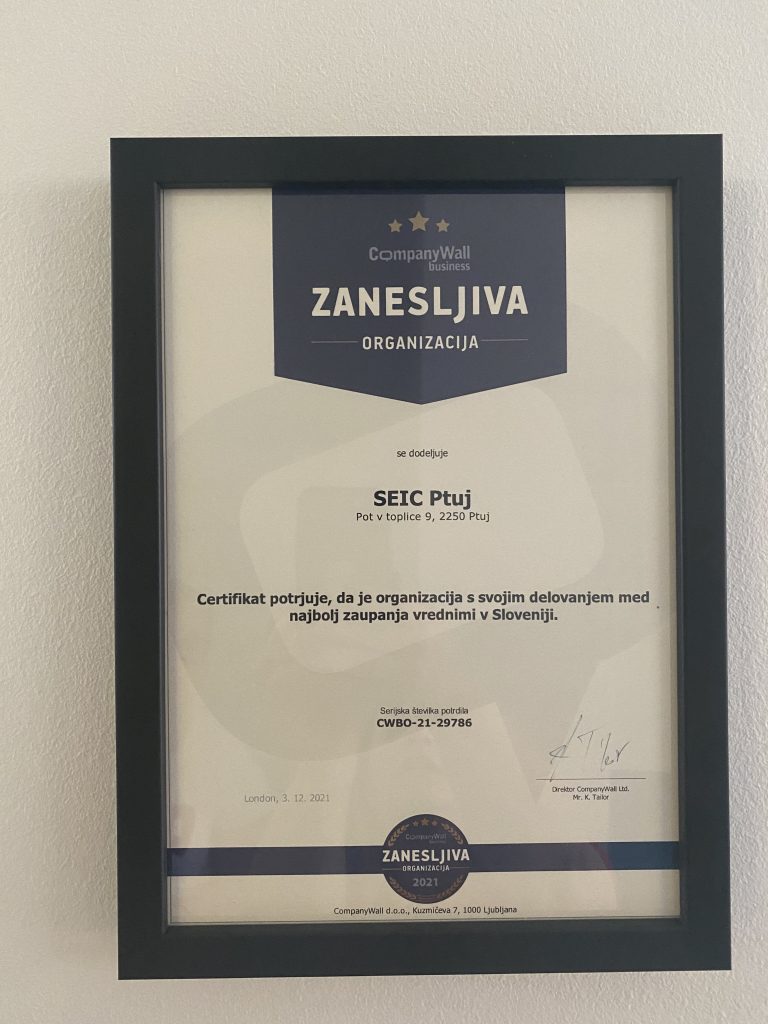 CompanyWall
business
ZANESLJIVA
ORGANIZACIJA
se dodeljuje
SEIC Ptuj
Pot v toplice 9, 2250 Ptuj
Certifikat potrjuje, da je organizacija s svojim delovanjem med
najbolj zaupanja vrednimi v Sloveniji.
Serijska številka potrdila
CWBO-21-29786
Direktor CompanyWall Ltd.
Mr. K. Tailor
London, 3. 12. 2021
CompanyWall
business
ZANESLJIVA
ORGANIZACIJA
2021
CompanyWall d.o.o., Kuzmičeva 7, 1000 Ljubljana